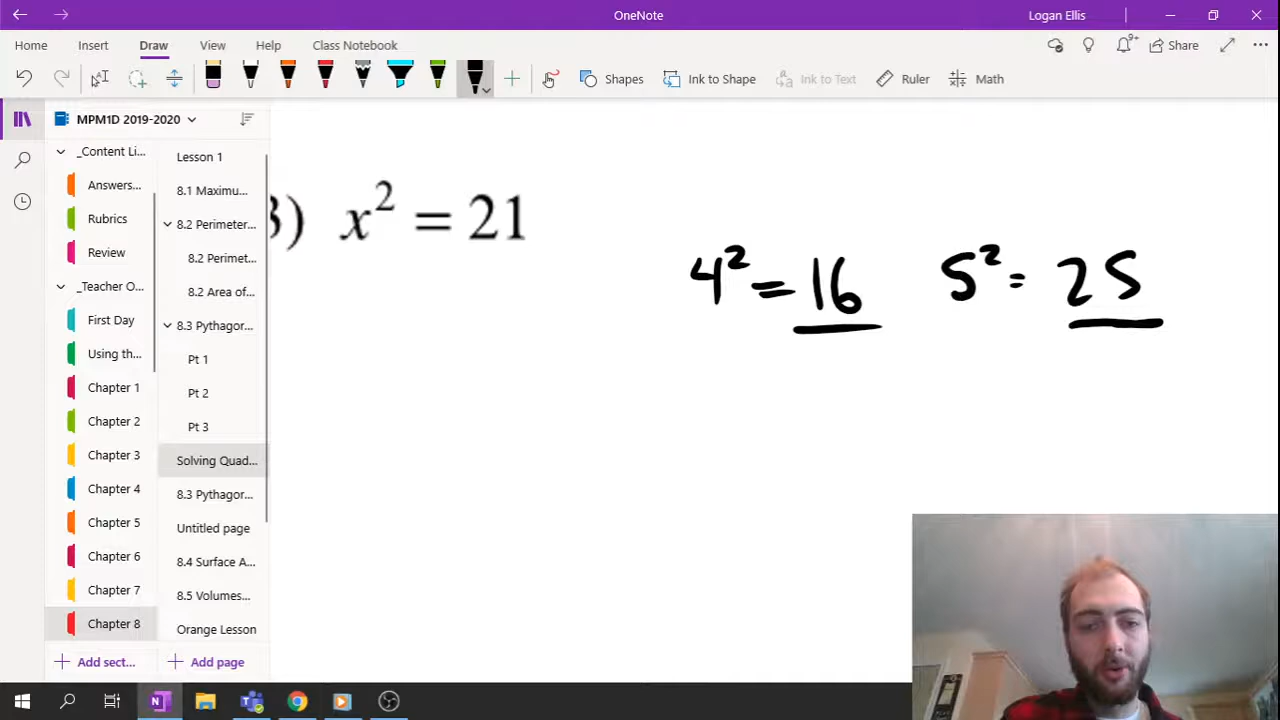 OneNote
Logan Ellis
Home Insert Draw View Help Class Notebook
9+ Share
Shapes Ink to Shape Ink to Text Ruler Math
MPM1D 2019-2020
_Content Li...
Answers...
Rubrics
Review
_Teacher O...
First Day
Using th...
Chapter 1
Chapter 2
Chapter 3
Chapter 4
Chapter 5
Chapter 6
Chapter 7
Chapter 8
Add sect...
Lesson 1
8.1 Maximu...
8.2 Perimeter...
8.2 Perimet...
8.2 Area of...
8.3 Pythagor...
Pt 1
Pt 2
Pt 3
Solving Quad...
8.3 Pythagor...
Untitled page
8.4 Surface A...
8.5 Volumes...
Orange Lesson
Add page
3) x² = 21
4² = 16 5² = 25